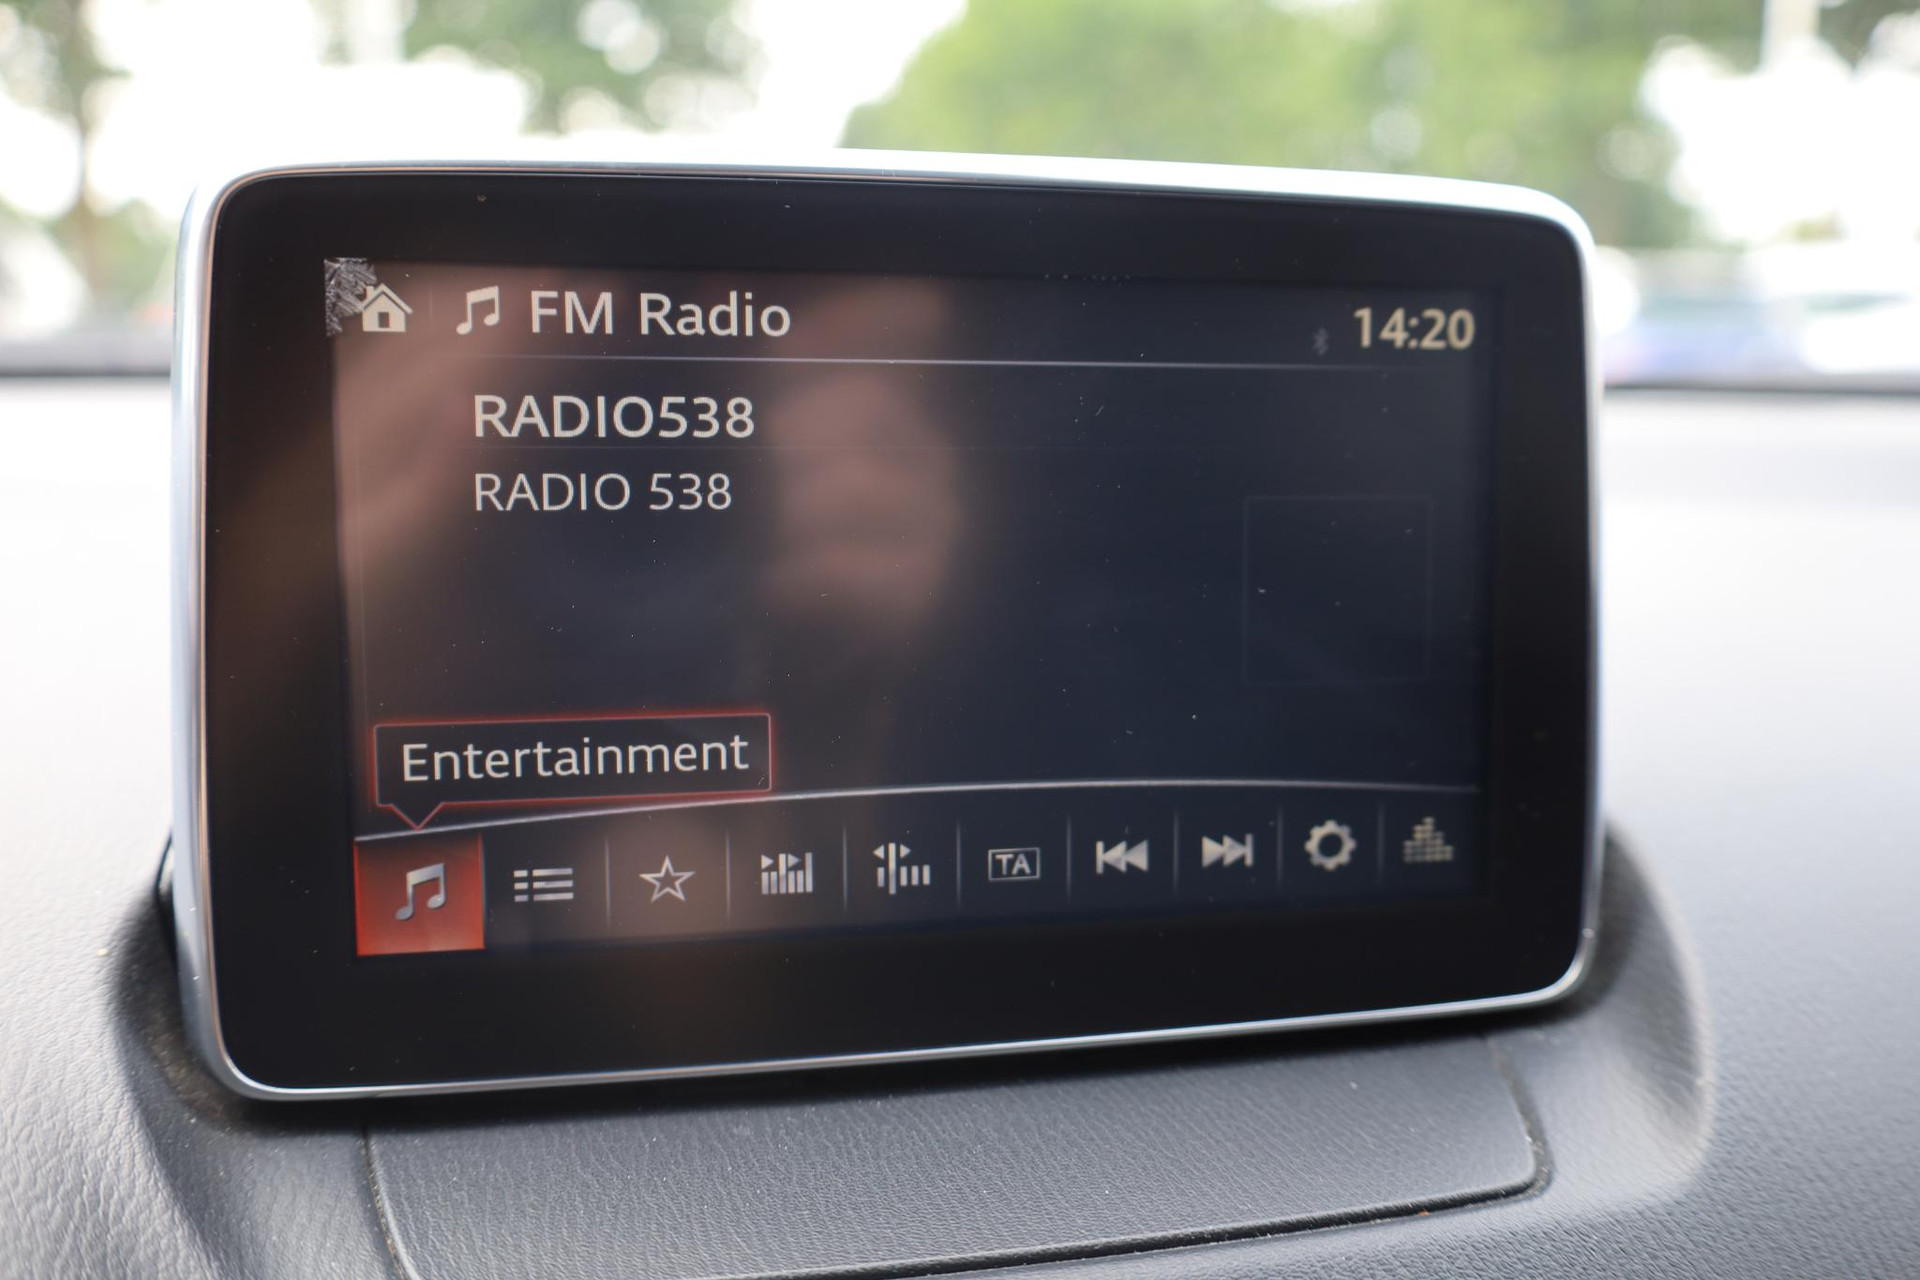 FM Radio
14:20
RADIO538
RADIO 538
Entertainment
TA